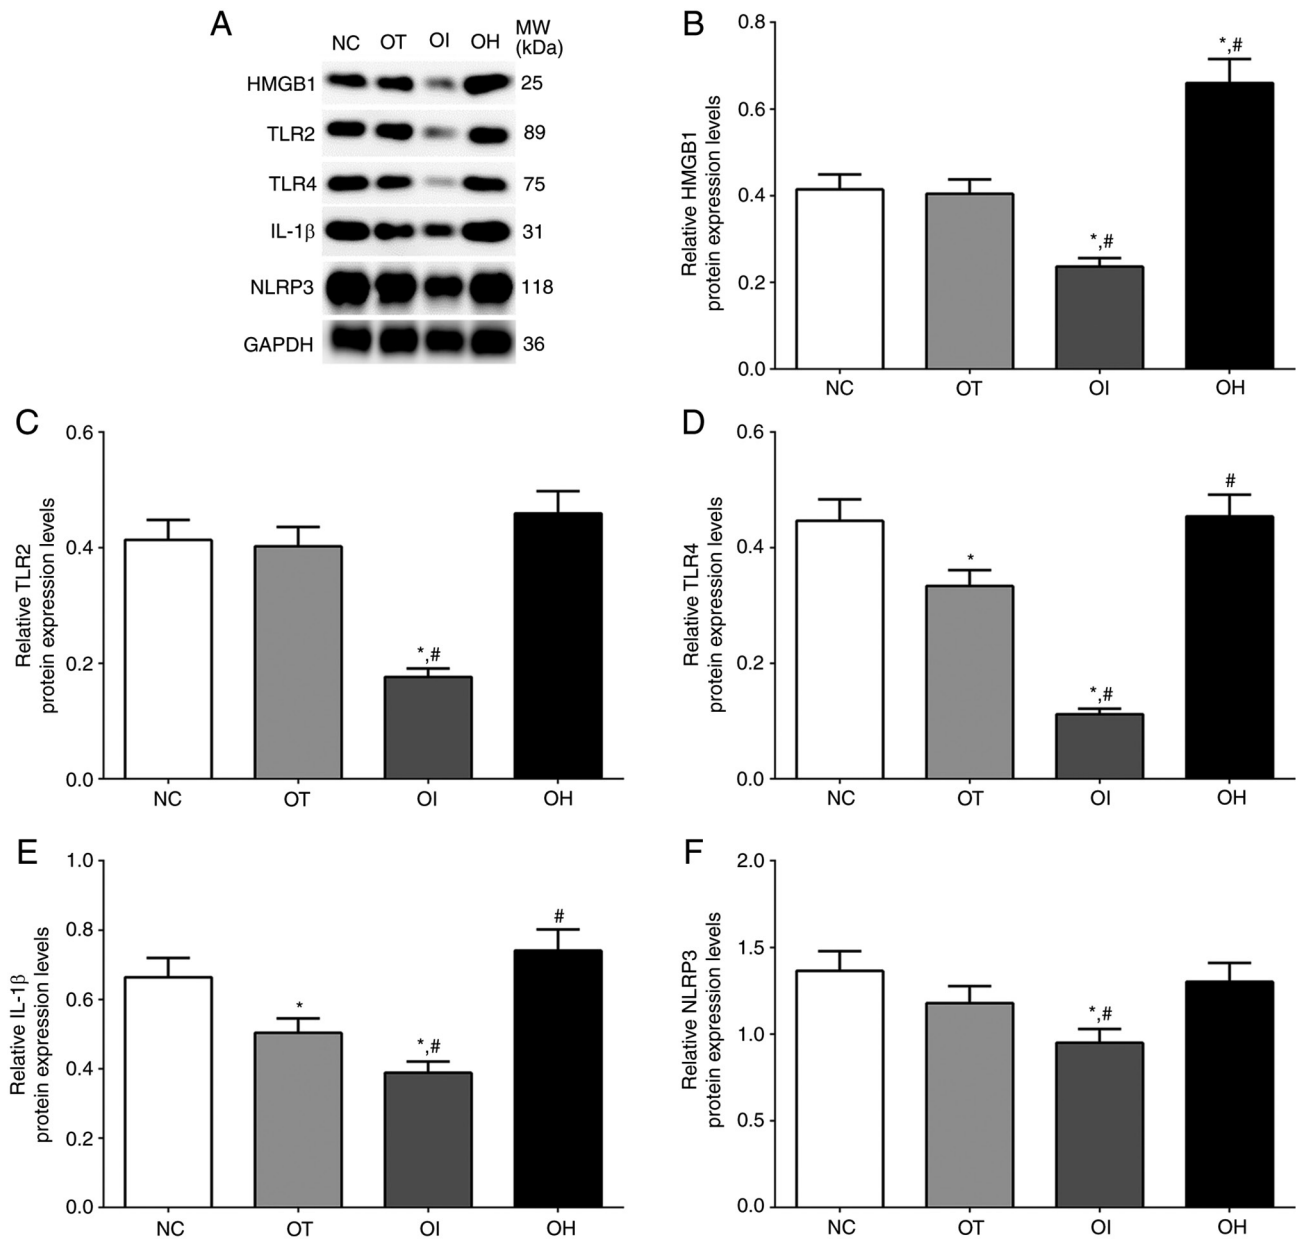 A
NC OT OI OH MW (kDa)
HMGB1 25
TLR2 89
TLR4 75
IL-1β 31
NLRP3 118
GAPDH 36
B
Relative HMGB1
protein expression levels
0.8
0.6
0.4
0.2
0.0
*,#
*,#
NC OT OI OH
C
Relative TLR2
protein expression levels
0.6
0.4
0.2
0.0
*,#
NC OT OI OH
D
Relative TLR4
protein expression levels
0.6
0.4
0.2
0.0
*
*,#
#
NC OT OI OH
E
Relative IL-1β
protein expression levels
1.0
0.8
0.6
0.4
0.2
0.0
*
*,#
#
NC OT OI OH
F
Relative NLRP3
protein expression levels
2.0
1.5
1.0
0.5
0.0
*,#
NC OT OI OH